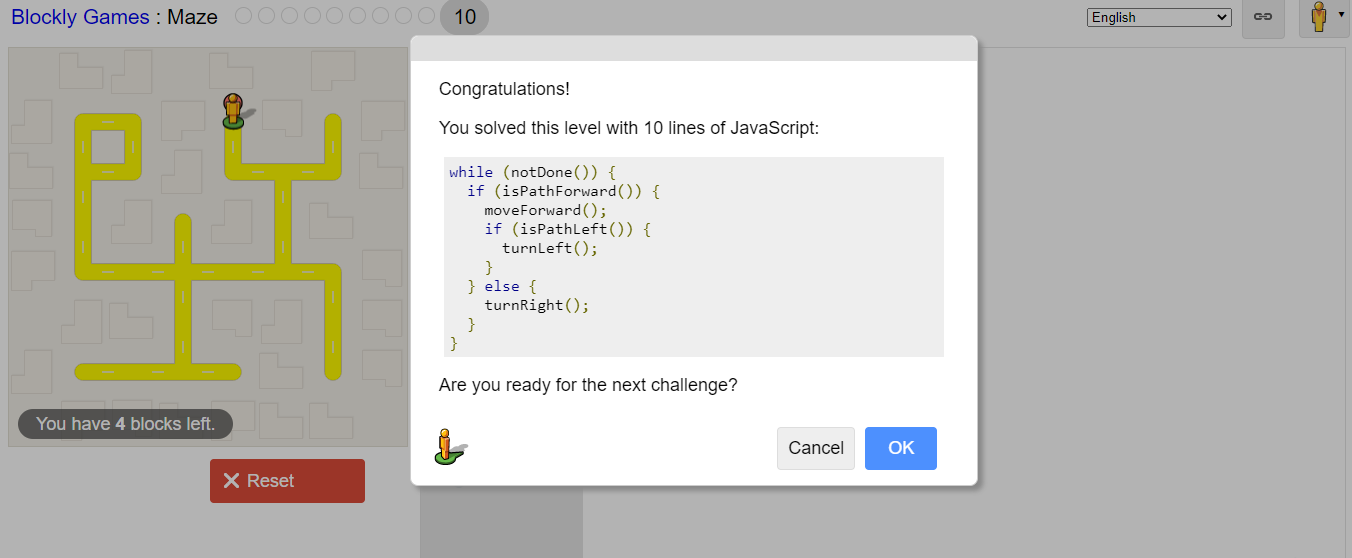 Blockly Games : Maze 10 English
Congratulations!
You solved this level with 10 lines of JavaScript:
while (notDone()) {
  if (isPathForward()) {
    moveForward();
    if (isPathLeft()) {
      turnLeft();
    }
  } else {
    turnRight();
  }
}
Are you ready for the next challenge?
You have 4 blocks left.
Cancel OK
Reset